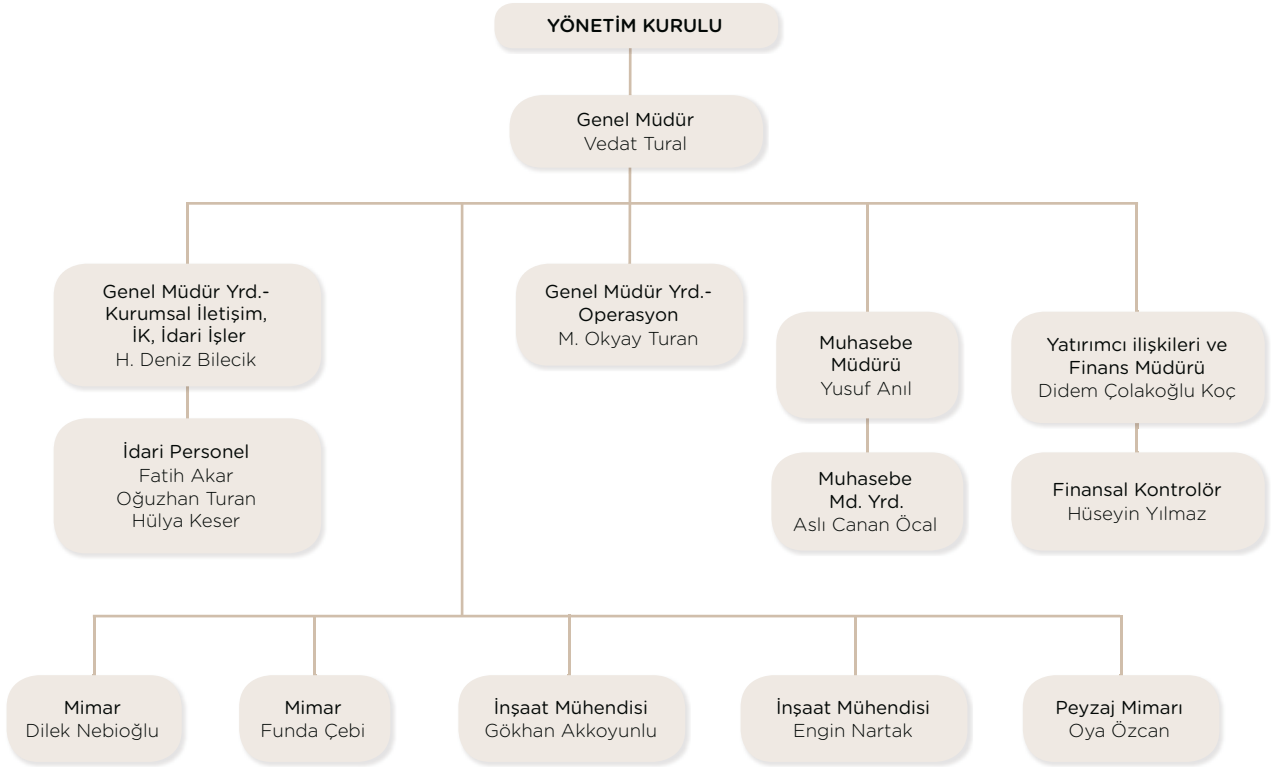 YÖNETİM KURULU
Genel Müdür
Vedat Tural
Genel Müdür Yrd.-
Kurumsal İletişim,
İK, İdari İşler
H. Deniz Bilecik
Genel Müdür Yrd.-
Operasyon
M. Okyay Turan
Muhasebe
Müdürü
Yusuf Anıl
Yatırımcı ilişkileri ve
Finans Müdürü
Didem Çolakoğlu Koç
İdari Personel
Fatih Akar
Oğuzhan Turan
Hülya Keser
Muhasebe
Md. Yrd.
Aslı Canan Öcal
Finansal Kontrolör
Hüseyin Yılmaz
Mimar
Dilek Nebioğlu
Mimar
Funda Çebi
İnşaat Mühendisi
Gökhan Akkoyunlu
İnşaat Mühendisi
Engin Nartak
Peyzaj Mimarı
Oya Özcan